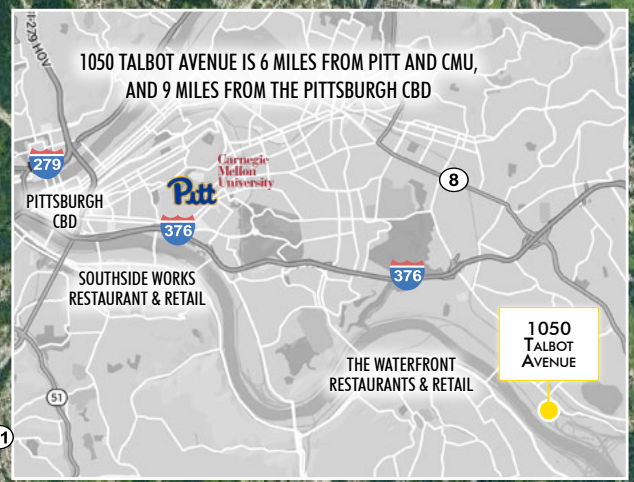 I-279 HOV
1050 TALBOT AVENUE IS 6 MILES FROM PITT AND CMU,
AND 9 MILES FROM THE PITTSBURGH CBD
279
PITTSBURGH
CBD
Pitt
Carnegie
Mellon
University
8
376
376
SOUTHSIDE WORKS
RESTAURANT & RETAIL
1050
TALBOT
AVENUE
THE WATERFRONT
RESTAURANTS & RETAIL
51
1